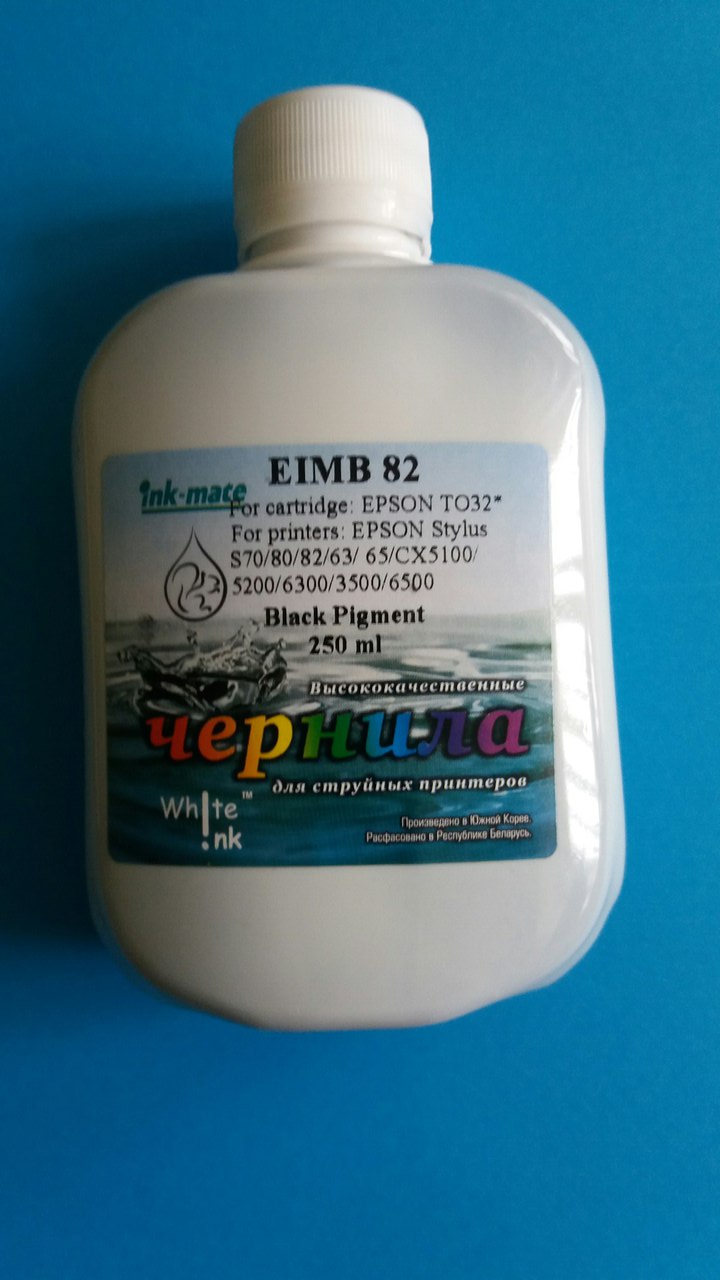 EIMB 82
ink-mate
For cartridge: EPSON TO32*
For printers: EPSON Stylus
S70/80/82/63/ 65/CX5100/
5200/6300/3500/6500
Black Pigment
250 ml
Высококачественные
чернила
для струйных принтеров
Wh!te ™
!nk
Произведено в Южной Корее.
Расфасовано в Республике Беларусь.